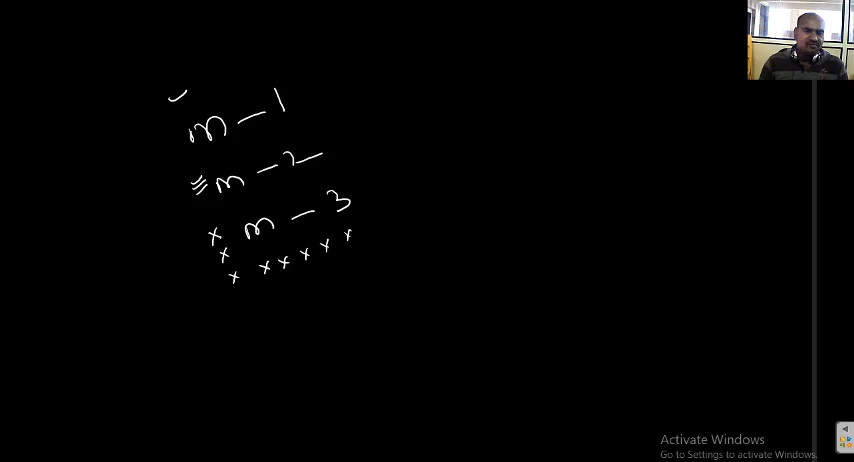 m - 1
m - 2
x m - 3
x
x x x x x x
Activate Windows
Go to Settings to activate Windows.